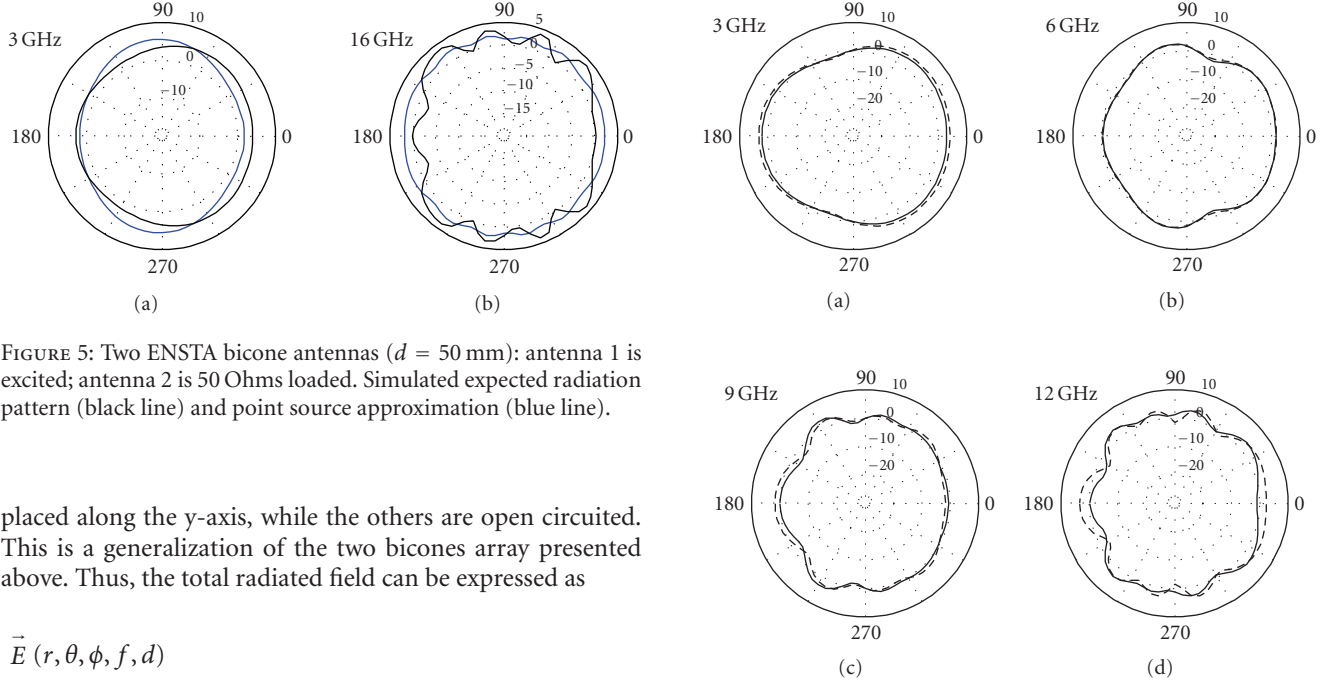 90
10
3 GHz
0
−10
180
0
270
(a)
90
5
16 GHz
0
−5
−10
−15
180
0
270
(b)
FIGURE 5: Two ENSTA bicone antennas (d = 50 mm): antenna 1 is
excited; antenna 2 is 50 Ohms loaded. Simulated expected radiation
pattern (black line) and point source approximation (blue line).
placed along the y-axis, while the others are open circuited.
This is a generalization of the two bicones array presented
above. Thus, the total radiated field can be expressed as
E⃗ (r, θ, ϕ, f, d)
90
10
3 GHz
0
−10
−20
180
0
270
(a)
90
10
6 GHz
0
−10
−20
180
0
270
(b)
90
10
9 GHz
0
−10
−20
180
0
270
(c)
90
10
12 GHz
0
−10
−20
180
0
270
(d)